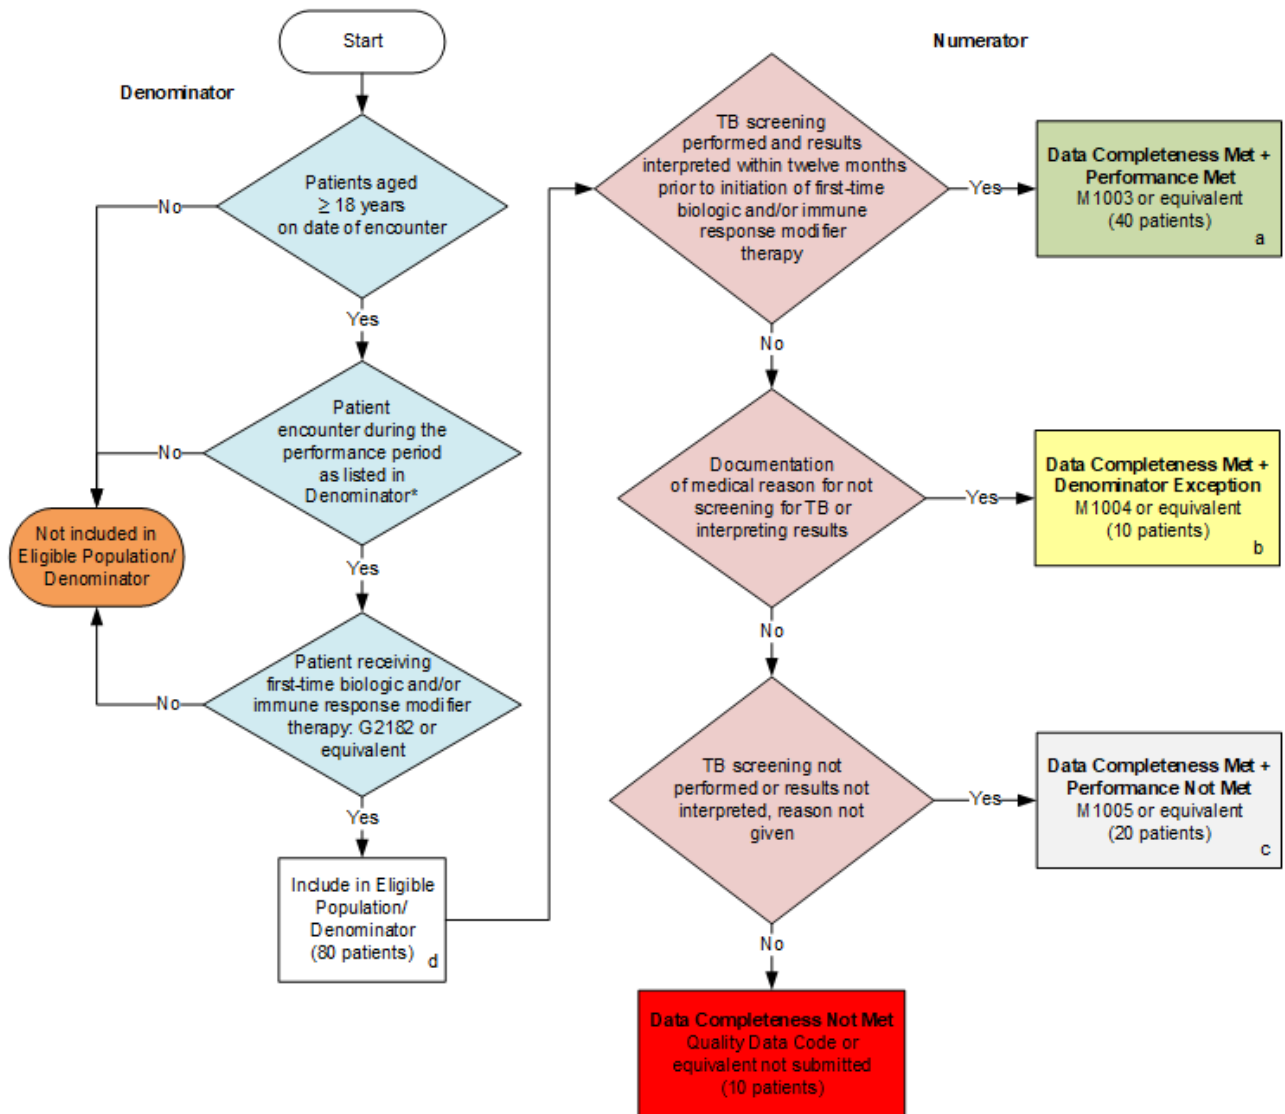 Start
Denominator
Patients aged
≥ 18 years
on date of encounter
No
Yes
Patient
encounter during the
performance period
as listed in
Denominator*
No
Yes
Not included in
Eligible Population/
Denominator
Patient receiving
first-time biologic and/or
immune response modifier
therapy: G2182 or
equivalent
No
Yes
Include in Eligible
Population/
Denominator
(80 patients)
d
Numerator
TB screening
performed and results
interpreted within twelve months
prior to initiation of first-time
biologic and/or immune
response modifier
therapy
Yes
Data Completeness Met +
Performance Met
M1003 or equivalent
(40 patients)
a
No
Documentation
of medical reason for not
screening for TB or
interpreting results
Yes
Data Completeness Met +
Denominator Exception
M1004 or equivalent
(10 patients)
b
No
TB screening not
performed or results not
interpreted, reason not
given
Yes
Data Completeness Met +
Performance Not Met
M1005 or equivalent
(20 patients)
c
No
Data Completeness Not Met
Quality Data Code or
equivalent not submitted
(10 patients)